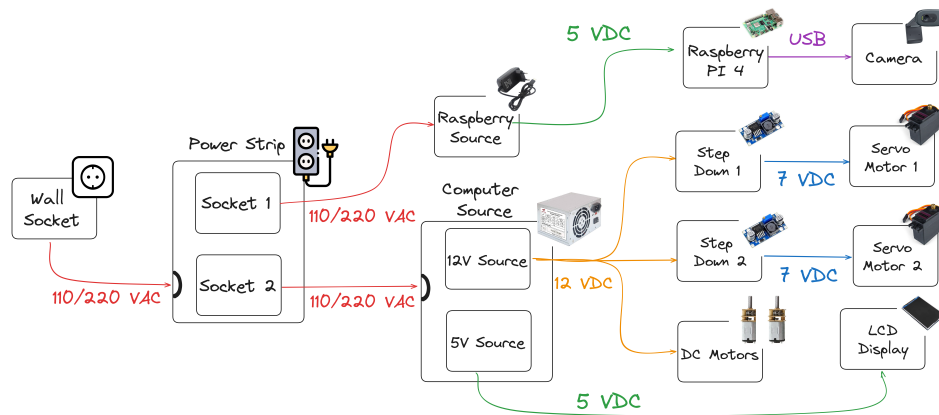 5 VDC
USB
Raspberry
PI 4
Camera
Raspberry
Source
Power Strip
Step
Down 1
7 VDC
Servo
Motor 1
Wall
Socket
Socket 1
110/220 VAC
Computer
Source
12V Source
12 VDC
Step
Down 2
7 VDC
Servo
Motor 2
110/220 VAC
Socket 2
110/220 VAC
5V Source
DC Motors
LCD
Display
5 VDC